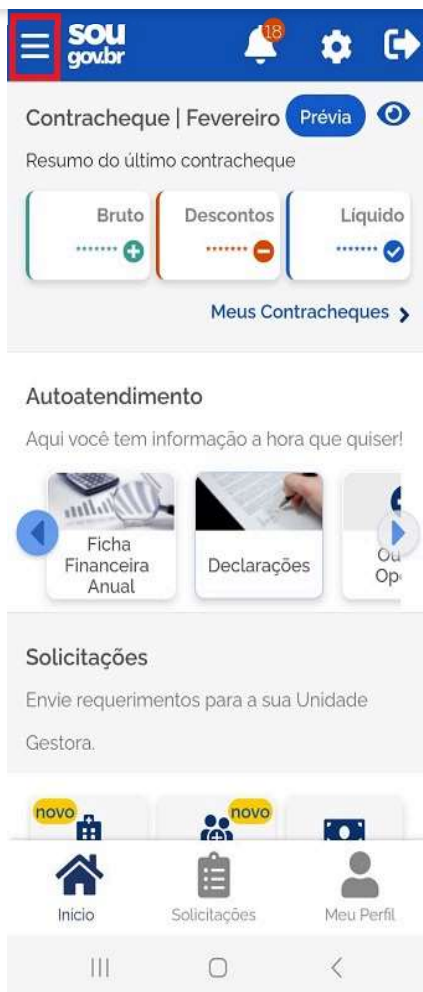 sou
gov.br
18
Contracheque | Fevereiro Prévia
Resumo do último contracheque
Bruto Descontos Líquido
******* ******* *******
Meus Contracheques
Autoatendimento
Aqui você tem informação a hora que quiser!
Ficha
Financeira
Anual
Declarações
Ou
Op
Solicitações
Envie requerimentos para a sua Unidade
Gestora.
novo novo
Início Solicitações Meu Perfil